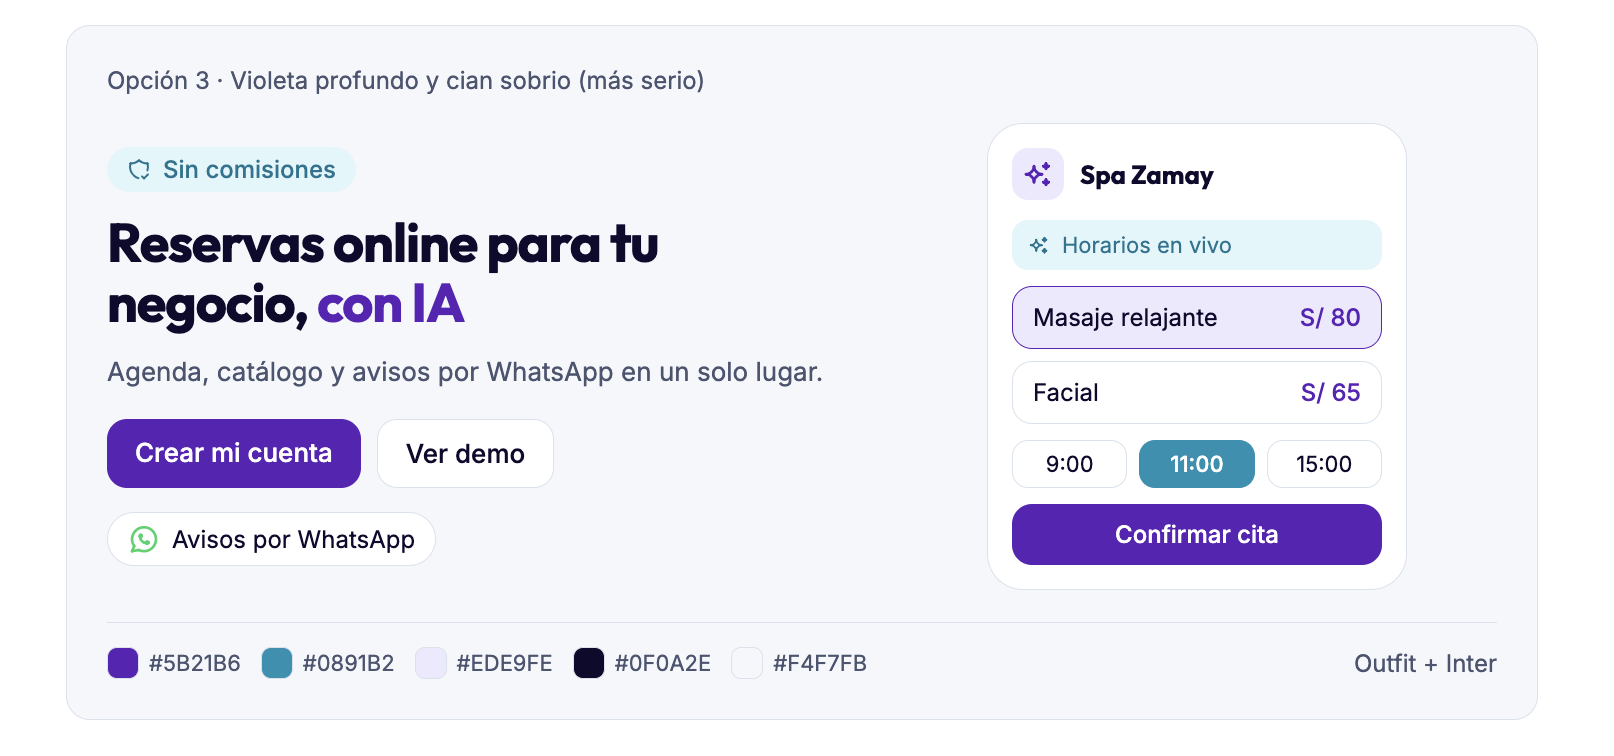 Opción 3 · Violeta profundo y cian sobrio (más serio)
Sin comisiones
Reservas online para tu
negocio, con IA
Agenda, catálogo y avisos por WhatsApp en un solo lugar.
Crear mi cuenta
Ver demo
Avisos por WhatsApp
Spa Zamay
Horarios en vivo
Masaje relajante S/ 80
Facial S/ 65
9:00 11:00 15:00
Confirmar cita
#5B21B6 #0891B2 #EDE9FE #0F0A2E #F4F7FB
Outfit + Inter